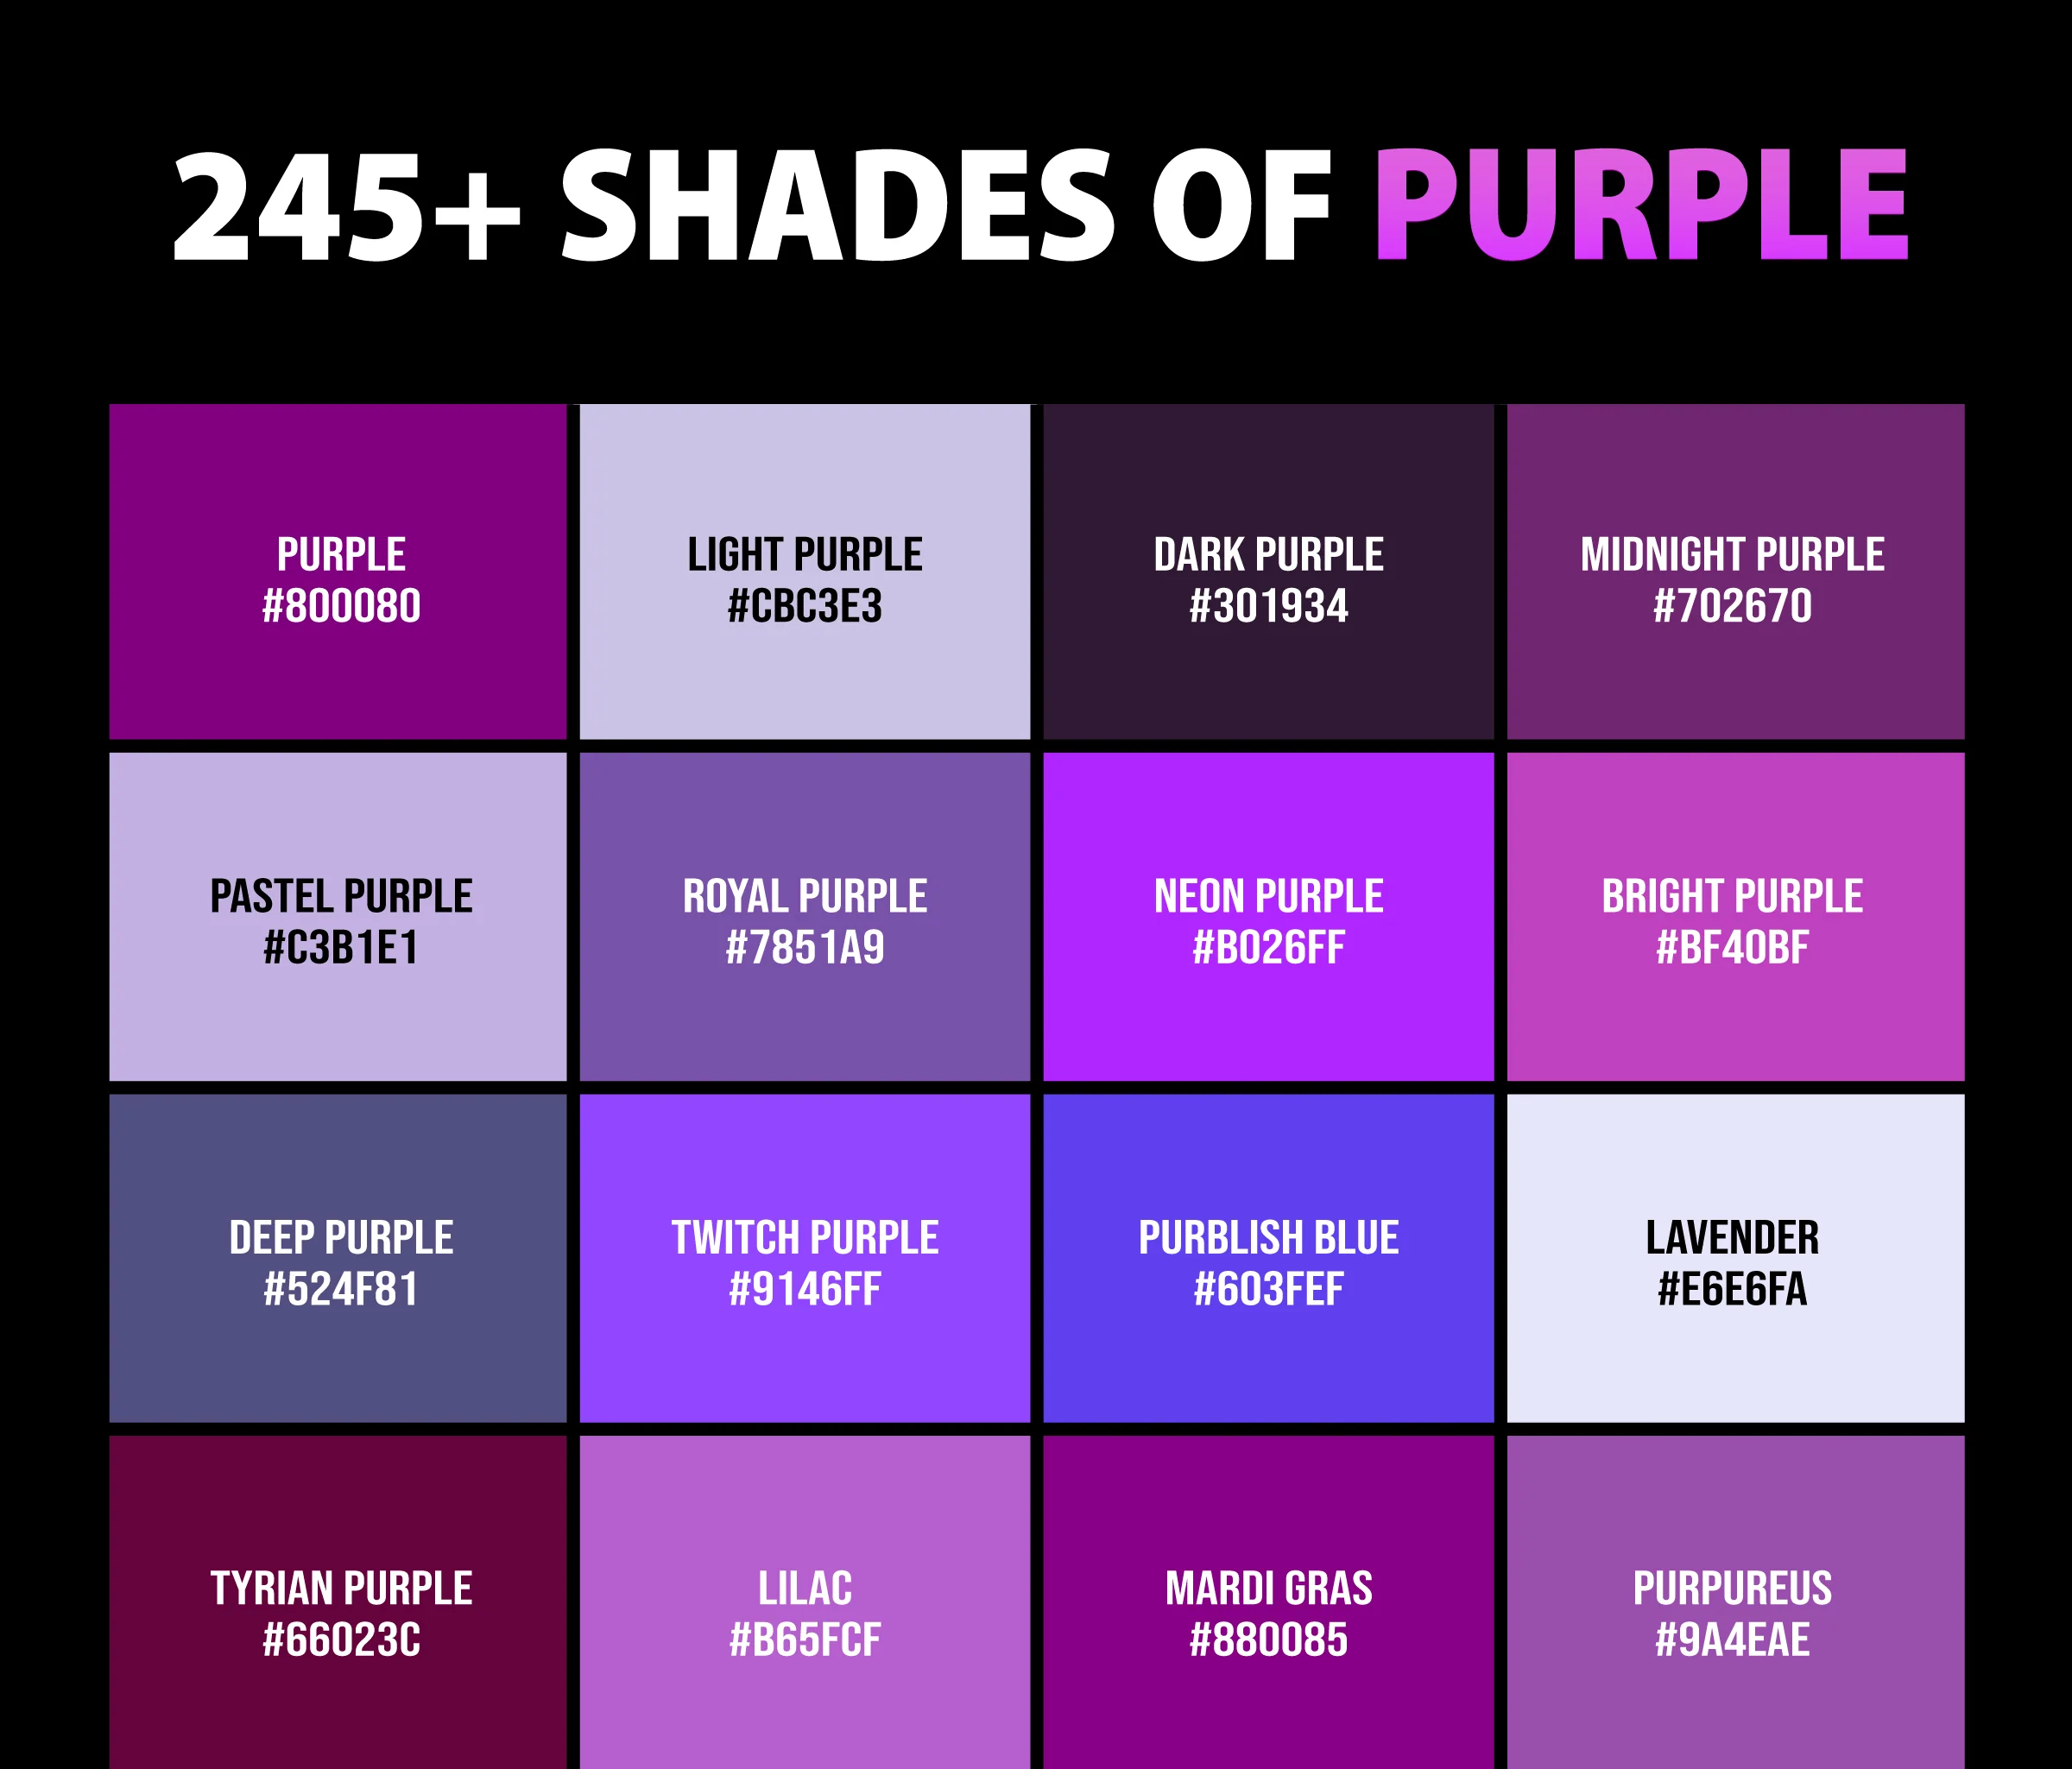 245+ SHADES OF PURPLE
PURPLE
#800080
LIGHT PURPLE
#CBC3E3
DARK PURPLE
#301934
MIDNIGHT PURPLE
#702670
PASTEL PURPLE
#C3B1E1
ROYAL PURPLE
#7851A9
NEON PURPLE
#B026FF
BRIGHT PURPLE
#BF40BF
DEEP PURPLE
#524F81
TWITCH PURPLE
#9146FF
PURBLISH BLUE
#603FEF
LAVENDER
#E6E6FA
TYRIAN PURPLE
#66023C
LILAC
#B65FCF
MARDI GRAS
#880085
PURPUREUS
#9A4EAE